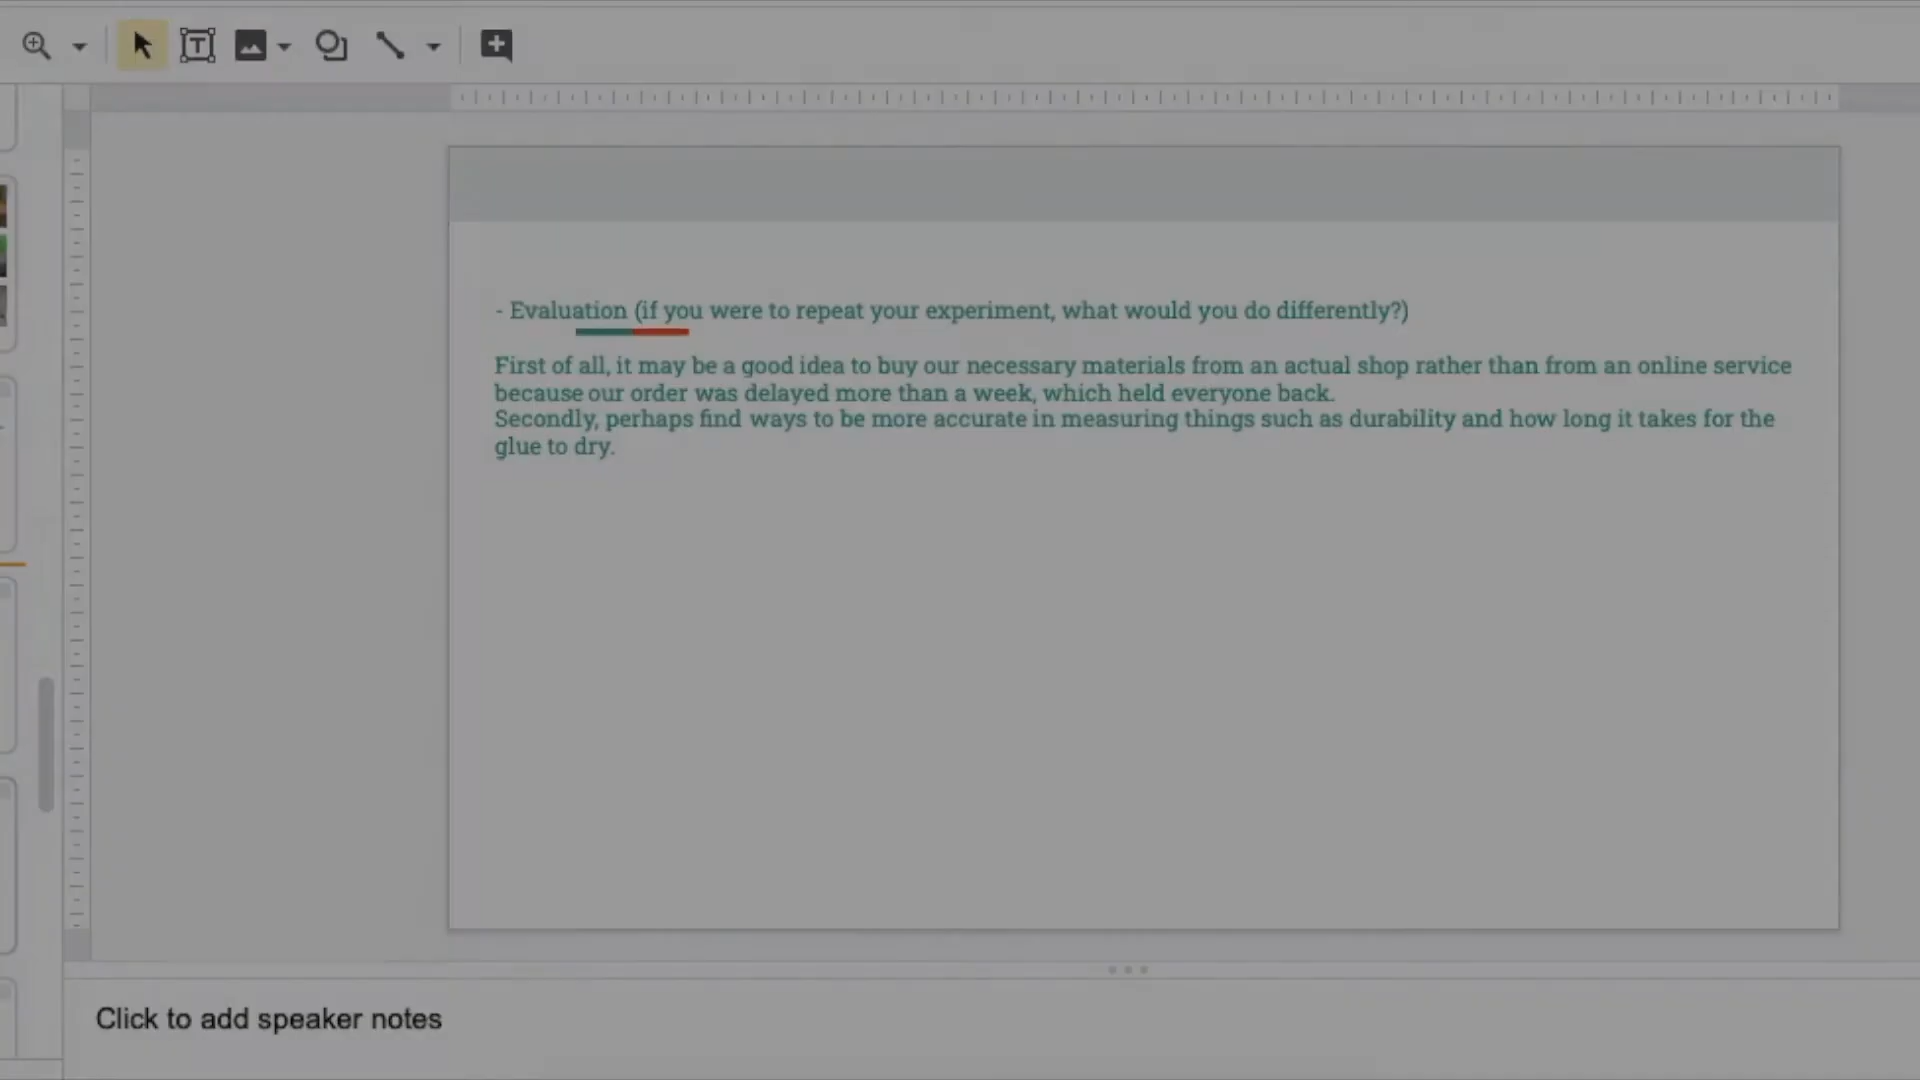 - Evaluation (if you were to repeat your experiment, what would you do differently?)
First of all, it may be a good idea to buy our necessary materials from an actual shop rather than from an online service
because our order was delayed more than a week, which held everyone back.
Secondly, perhaps find ways to be more accurate in measuring things such as durability and how long it takes for the
glue to dry.
Click to add speaker notes